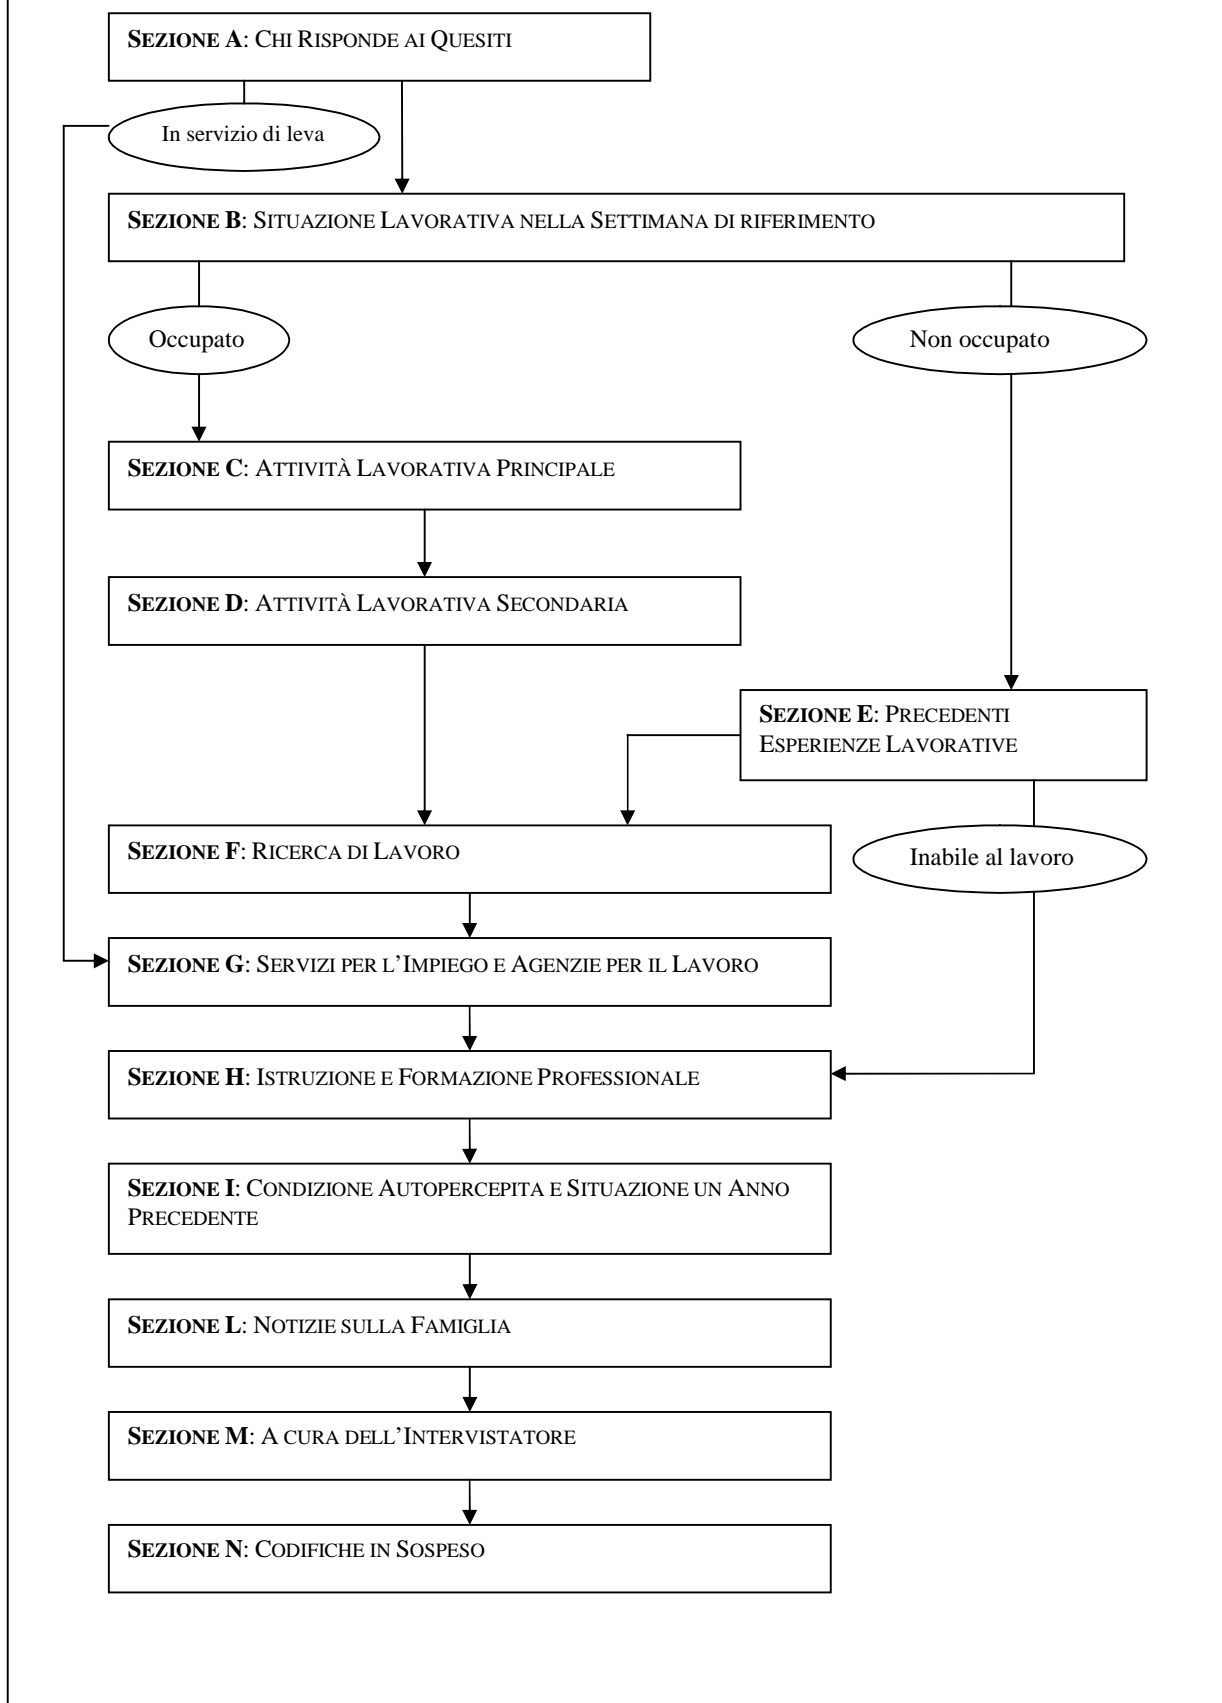 SEZIONE A: CHI RISPONDE AI QUESITI
In servizio di leva
SEZIONE B: SITUAZIONE LAVORATIVA NELLA SETTIMANA DI RIFERIMENTO
Occupato
Non occupato
SEZIONE C: ATTIVITÀ LAVORATIVA PRINCIPALE
SEZIONE D: ATTIVITÀ LAVORATIVA SECONDARIA
SEZIONE E: PRECEDENTI
ESPERIENZE LAVORATIVE
SEZIONE F: RICERCA DI LAVORO
Inabile al lavoro
SEZIONE G: SERVIZI PER L’IMPIEGO E AGENZIE PER IL LAVORO
SEZIONE H: ISTRUZIONE E FORMAZIONE PROFESSIONALE
SEZIONE I: CONDIZIONE AUTOPERCEPITA E SITUAZIONE UN ANNO
PRECEDENTE
SEZIONE L: NOTIZIE SULLA FAMIGLIA
SEZIONE M: A CURA DELL’INTERVISTATORE
SEZIONE N: CODIFICHE IN SOSPESO